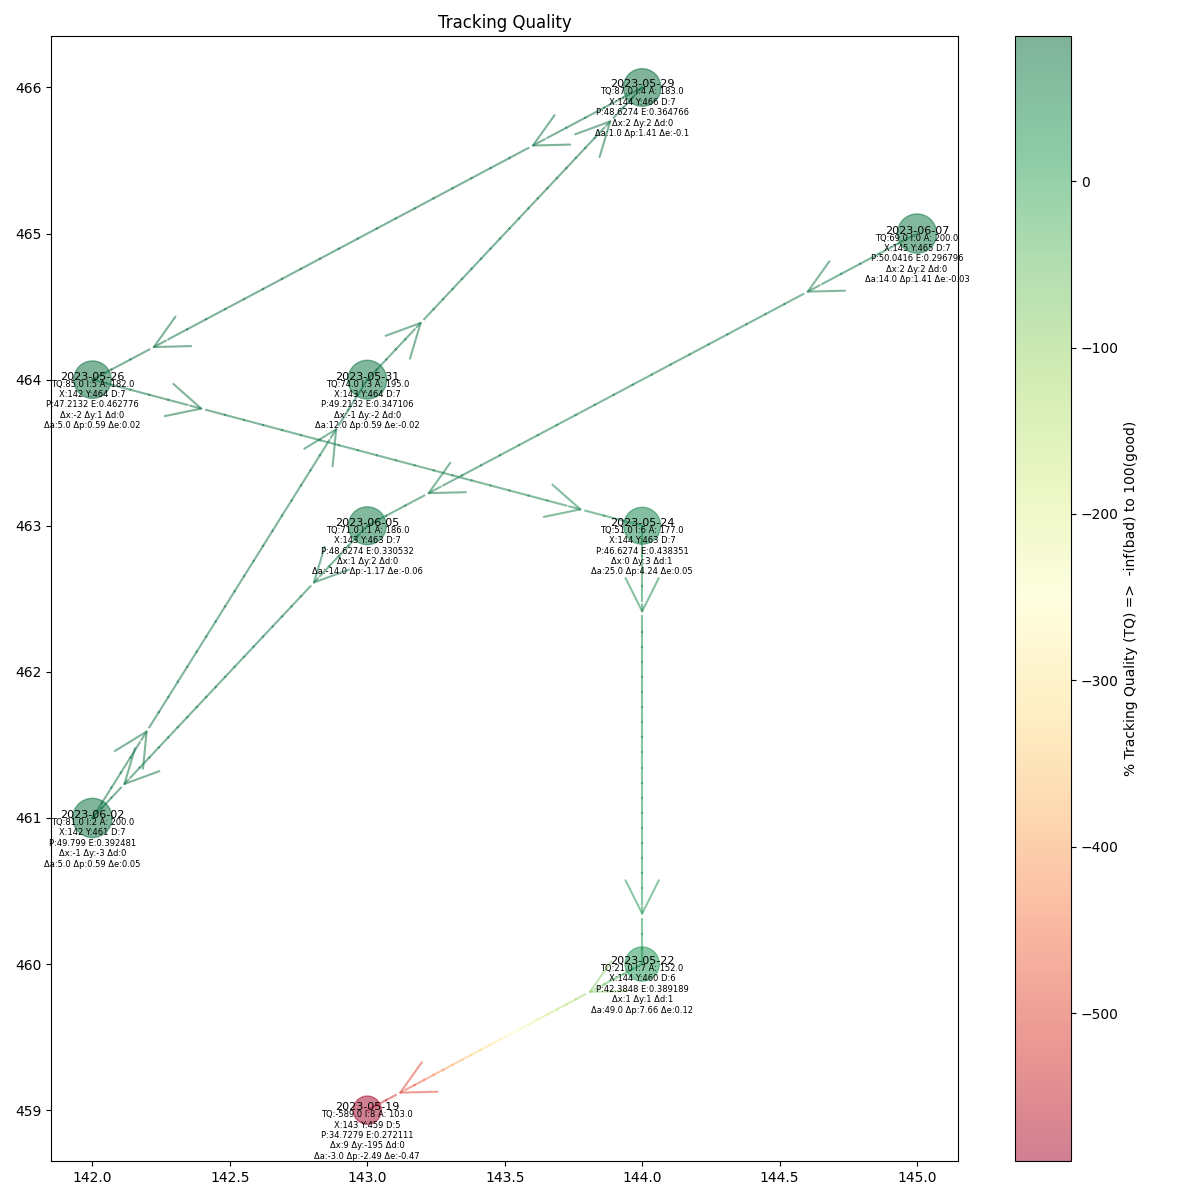 Tracking Quality
466
465
464
463
462
461
460
459
2023-05-29
TQ:87.0 I:4 A: 183.0
X:144 Y:466 D:7
P:48.6274 E:0.364766
Δx:2 Δy:2 Δd:0
Δa:1.0 Δp:1.41 Δe:-0.1
2023-06-07
TQ:69.0 I:0 A: 200.0
X:145 Y:465 D:7
P:50.0416 E:0.296796
Δx:2 Δy:2 Δd:0
Δa:14.0 Δp:1.41 Δe:-0.03
2023-05-26
TQ:85.0 I:5 A: 182.0
X:142 Y:464 D:7
P:47.2132 E:0.462776
Δx:-2 Δy:1 Δd:0
Δa:5.0 Δp:0.59 Δe:0.02
2023-05-31
TQ:74.0 I:3 A: 195.0
X:143 Y:464 D:7
P:49.2132 E:0.347106
Δx:-1 Δy:-2 Δd:0
Δa:12.0 Δp:0.59 Δe:-0.02
2023-06-05
TQ:71.0 I:1 A: 186.0
X:143 Y:463 D:7
P:48.6274 E:0.330532
Δx:1 Δy:2 Δd:0
Δa:-14.0 Δp:-1.17 Δe:-0.06
2023-05-24
TQ:51.0 I:6 A: 177.0
X:144 Y:463 D:7
P:46.6274 E:0.438351
Δx:0 Δy:3 Δd:1
Δa:25.0 Δp:4.24 Δe:0.05
2023-06-02
TQ:81.0 I:2 A: 200.0
X:142 Y:461 D:7
P:49.799 E:0.392481
Δx:-1 Δy:-3 Δd:0
Δa:5.0 Δp:0.59 Δe:0.05
2023-05-22
TQ:21.0 I:7 A: 152.0
X:144 Y:460 D:6
P:42.3848 E:0.389189
Δx:1 Δy:1 Δd:1
Δa:49.0 Δp:7.66 Δe:0.12
2023-05-19
TQ:-589.0 I:8 A: 103.0
X:143 Y:459 D:5
P:34.7279 E:0.272111
Δx:9 Δy:-195 Δd:0
Δa:-3.0 Δp:-2.49 Δe:-0.47
142.0 142.5 143.0 143.5 144.0 144.5 145.0
0
−100
−200
−300
−400
−500
% Tracking Quality (TQ) => -inf(bad) to 100(good)